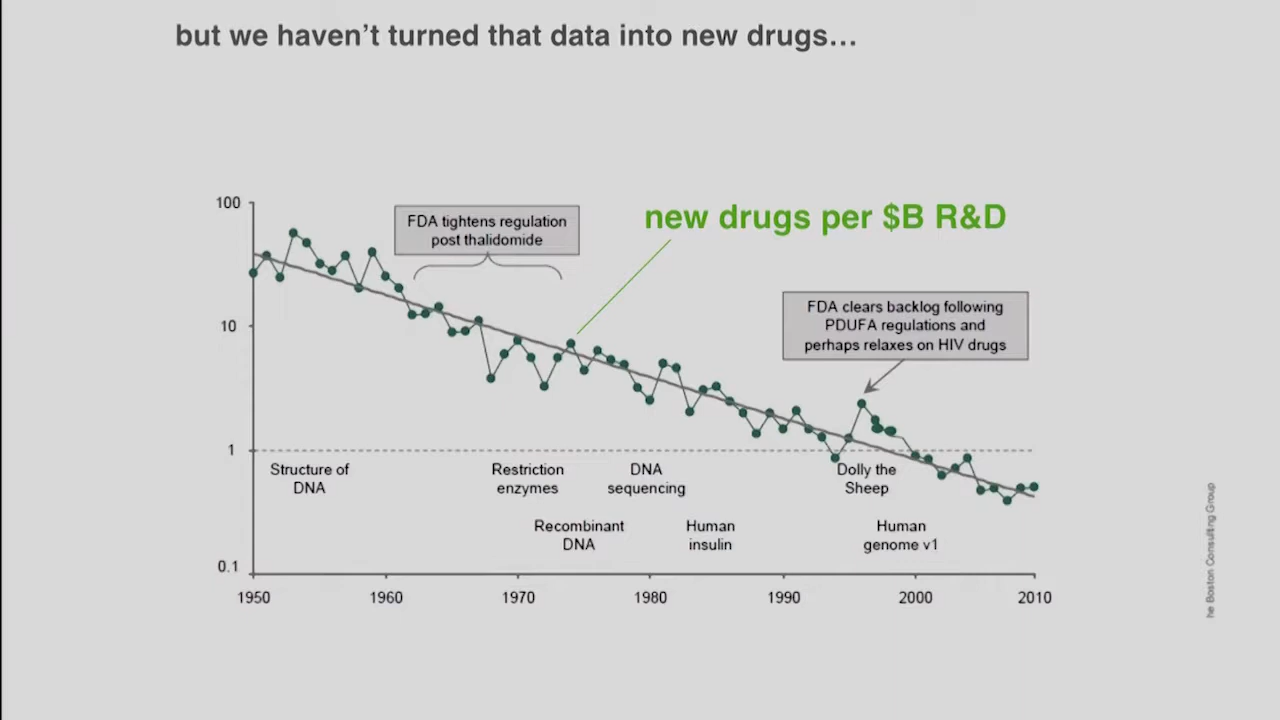 but we haven't turned that data into new drugs…
new drugs per $B R&D
FDA tightens regulation
post thalidomide
FDA clears backlog following
PDUFA regulations and
perhaps relaxes on HIV drugs
100
10
1
0.1
Structure of
DNA
Restriction
enzymes
DNA
sequencing
Dolly the
Sheep
Recombinant
DNA
Human
insulin
Human
genome v1
1950 1960 1970 1980 1990 2000 2010
he Boston Consulting Group